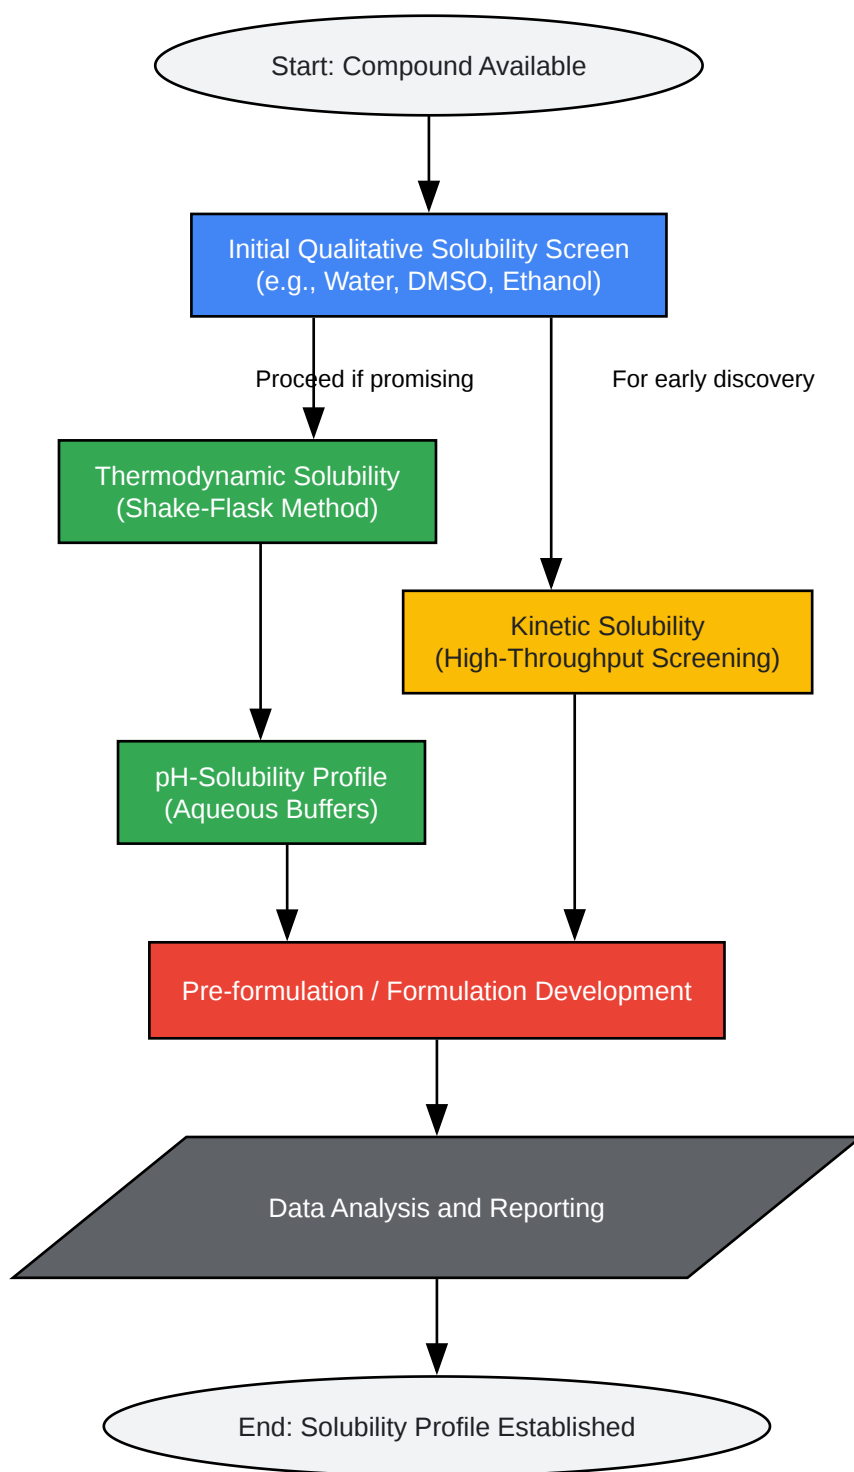 Start: Compound Available
Initial Qualitative Solubility Screen
(e.g., Water, DMSO, Ethanol)
Proceed if promising
For early discovery
Thermodynamic Solubility
(Shake-Flask Method)
Kinetic Solubility
(High-Throughput Screening)
pH-Solubility Profile
(Aqueous Buffers)
Pre-formulation / Formulation Development
Data Analysis and Reporting
End: Solubility Profile Established